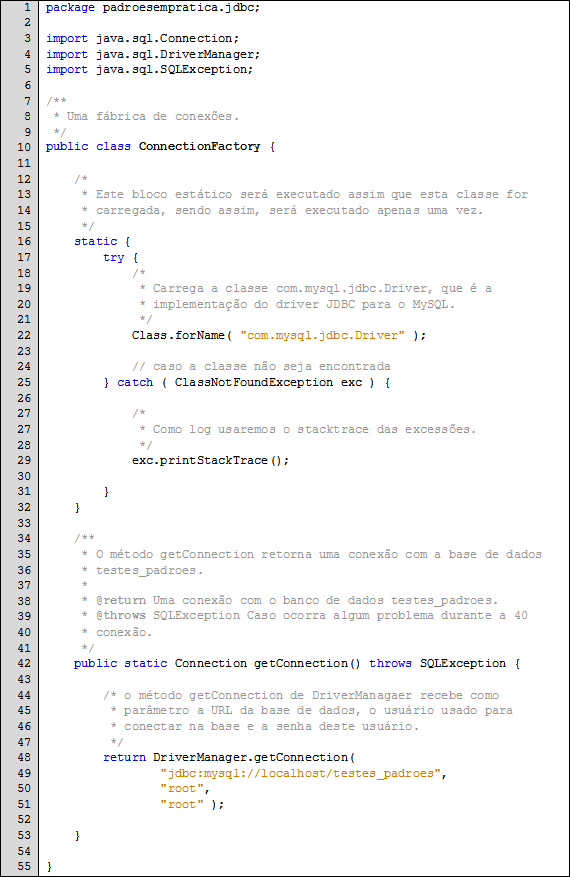 1 package padroesempratica.jdbc;
2
3 import java.sql.Connection;
4 import java.sql.DriverManager;
5 import java.sql.SQLException;
6
7 /**
8 * Uma fábrica de conexões.
9 */
10 public class ConnectionFactory {
11
12 /*
13 * Este bloco estático será executado assim que esta classe for
14 * carregada, sendo assim, será executado apenas uma vez.
15 */
16 static {
17 try {
18 /*
19 * Carrega a classe com.mysql.jdbc.Driver, que é a
20 * implementação do driver JDBC para o MySQL.
21 */
22 Class.forName( "com.mysql.jdbc.Driver" );
23
24 // caso a classe não seja encontrada
25 } catch ( ClassNotFoundException exc ) {
26
27 /*
27 * Como log usaremos o stacktrace das excessões.
28 */
29 exc.printStackTrace();
30
31 }
32 }
33
34 /**
35 * O método getConnection retorna uma conexão com a base de dados
36 * testes_padroes.
37 *
38 * @return Uma conexão com o banco de dados testes_padroes.
39 * @throws SQLException Caso ocorra algum problema durante a 40
40 * conexão.
41 */
42 public static Connection getConnection() throws SQLException {
43
44 /* o método getConnection de DriverManagaer recebe como
45 * parâmetro a URL da base de dados, o usuário usado para
46 * conectar na base e a senha deste usuário.
47 */
48 return DriverManager.getConnection(
49 "jdbc:mysql://localhost/testes_padroes",
50 "root",
51 "root" );
52
53 }
54
55 }